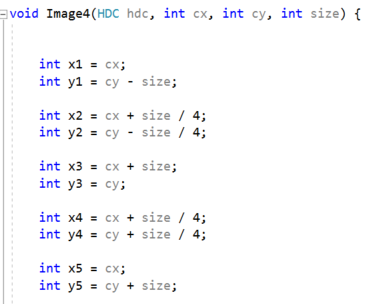 void Image4(HDC hdc, int cx, int cy, int size) {
int x1 = cx;
int y1 = cy - size;
int x2 = cx + size / 4;
int y2 = cy - size / 4;
int x3 = cx + size;
int y3 = cy;
int x4 = cx + size / 4;
int y4 = cy + size / 4;
int x5 = cx;
int y5 = cy + size;